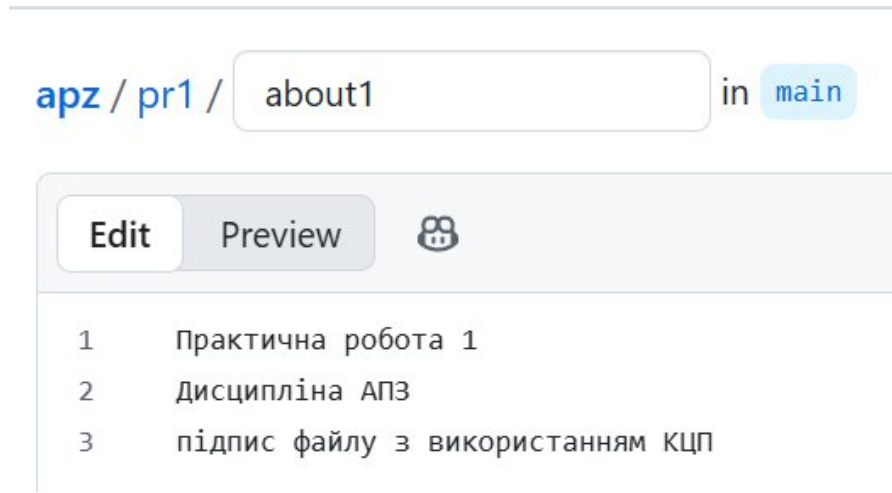 apz / pr1 / about1 in main
Edit Preview
1 Практична робота 1
2 Дисципліна АПЗ
3 підпис файлу з використанням КЦП